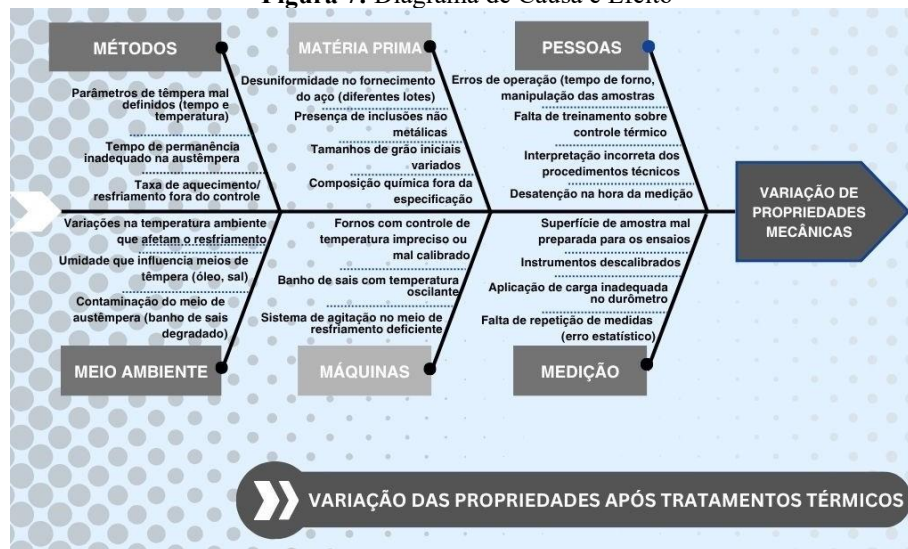 Figura 7: Diagrama de Causa e Efeito
MÉTODOS
Parâmetros de têmpera mal
definidos (tempo e
temperatura)
Tempo de permanência
inadequado na austêmpera
Taxa de aquecimento/
resfriamento fora do controle
MATÉRIA PRIMA
Desuniformidade no fornecimento
do aço (diferentes lotes)
Presença de inclusões não
metálicas
Tamanhos de grão iniciais
variados
Composição química fora da
especificação
PESSOAS
Erros de operação (tempo de forno,
manipulação das amostras
Falta de treinamento sobre
controle térmico
Interpretação incorreta dos
procedimentos técnicos
Desatenção na hora da medição
VARIAÇÃO DE
PROPRIEDADES
MECÂNICAS
Variações na temperatura ambiente
que afetam o resfriamento
Umidade que influencia meios de
têmpera (óleo, sal)
Contaminação do meio de
austêmpera (banho de sais
degradado)
MEIO AMBIENTE
Fornos com controle de
temperatura impreciso ou
mal calibrado
Banho de sais com temperatura
oscilante
Sistema de agitação no meio de
resfriamento deficiente
MÁQUINAS
Superfície de amostra mal
preparada para os ensaios
Instrumentos descalibrados
Aplicação de carga inadequada
no durômetro
Falta de repetição de medidas
(erro estatístico)
MEDIÇÃO
VARIAÇÃO DAS PROPRIEDADES APÓS TRATAMENTOS TÉRMICOS